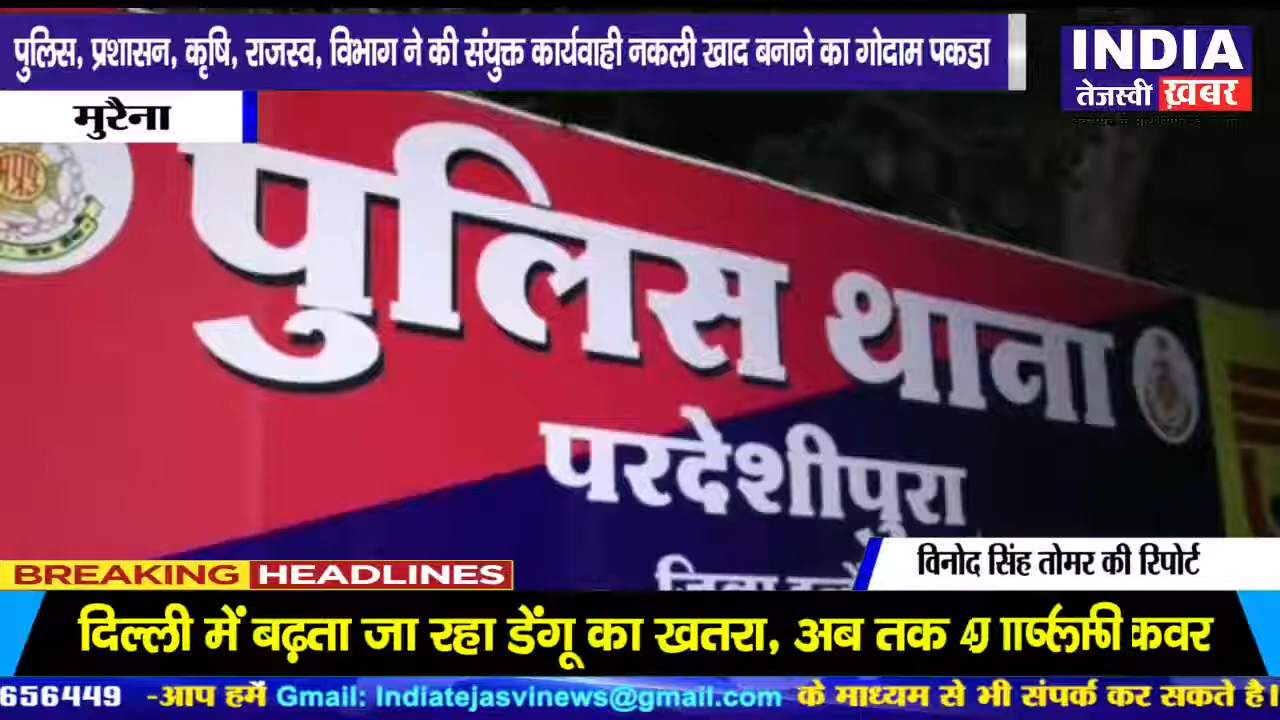 पुलिस, प्रशासन, कृषि, राजस्व, विभाग ने की संयुक्त कार्यवाही नकली खाद बनाने का गोदाम पकडा
INDIA
तेजस्वी ख़बर
मुरैना
पुलिस थाना
परदेशीपुरा
जिला
विनोद सिंह तोमर की रिपोर्ट
BREAKING HEADLINES
दिल्ली में बढ़ता जा रहा डेंगू का खतरा, अब तक
656449 -आप हमें Gmail: Indiatejasvinews@gmail.com के माध्यम से भी संपर्क कर सकते है।